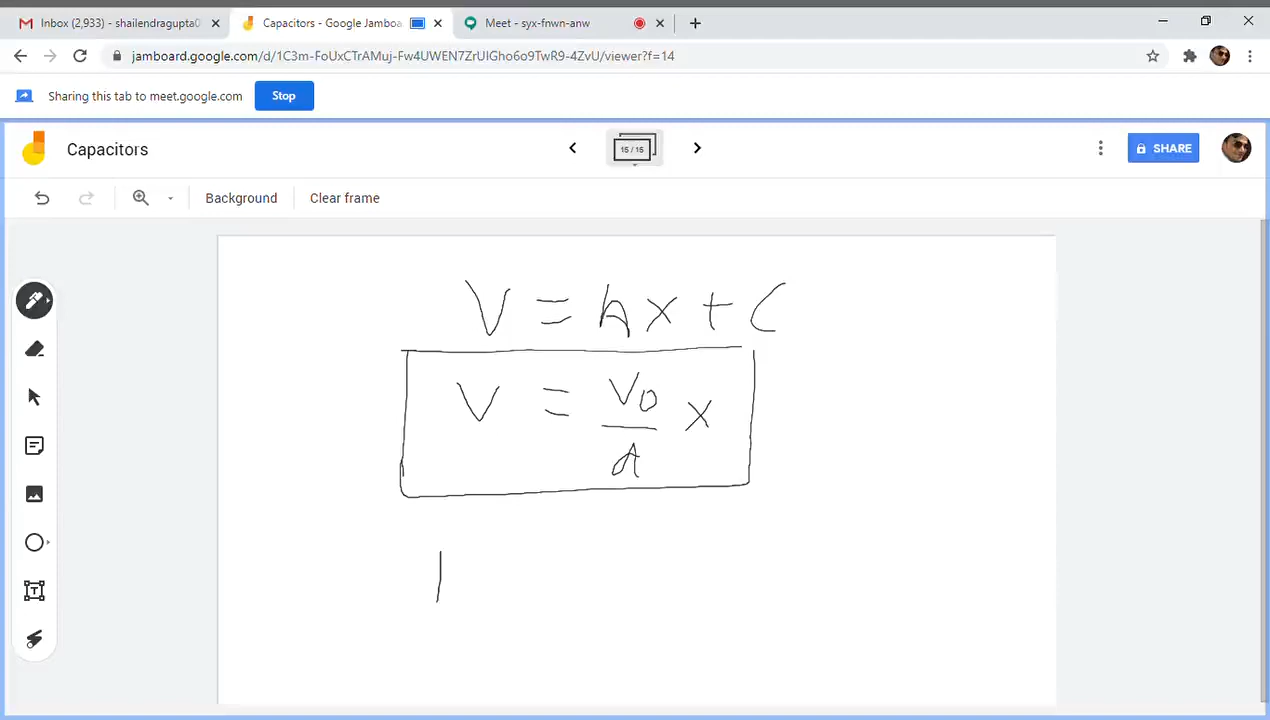 Inbox (2,933) - shailendragupta0
Capacitors - Google Jamboa
Meet - syx-fnwn-anw
jamboard.google.com/d/1C3m-FoUxCTrAMuj-Fw4UWEN7ZrUIGho6o9TwR9-4ZvU/viewer?f=14
Sharing this tab to meet.google.com
Stop
Capacitors
15 / 15
SHARE
Background
Clear frame
V = Ax + C
V = V0/d x